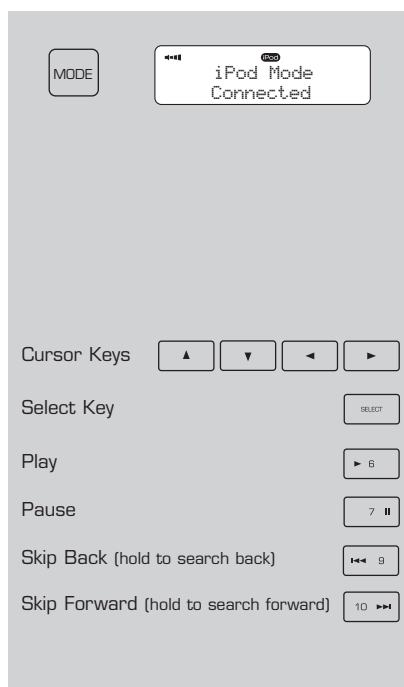 MODE
iPod
iPod Mode
Connected
Cursor Keys
Select Key SELECT
Play 6
Pause 7
Skip Back (hold to search back) 9
Skip Forward (hold to search forward) 10